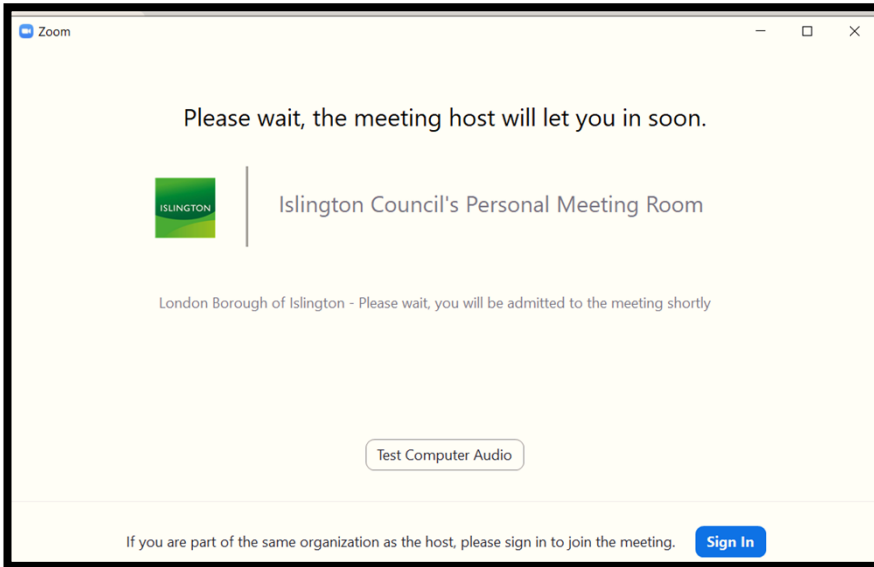 Zoom
Please wait, the meeting host will let you in soon.
ISLINGTON
Islington Council's Personal Meeting Room
London Borough of Islington - Please wait, you will be admitted to the meeting shortly
Test Computer Audio
If you are part of the same organization as the host, please sign in to join the meeting.
Sign In